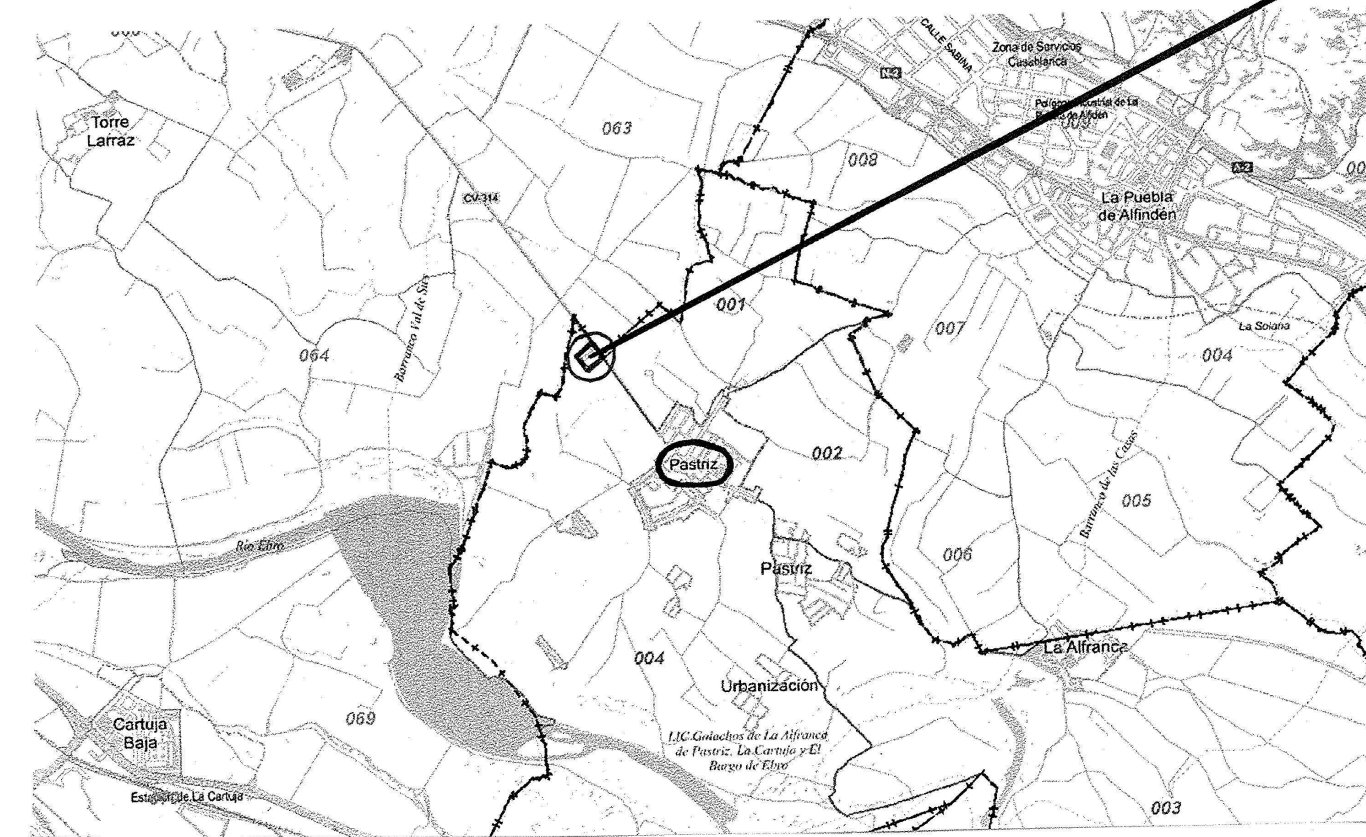 CALLE SABINA
Zona de Servicios
Casablanca
N-2
Torre
Larraz
063
008
A-2
CV-314
La Puebla
de Alfindén
Barranco Val de
001
007
La Solana
064
004
002
Pastriz
Barranco de las Casas
005
Río Ebro
006
Pastriz
La Alfranca
004
Urbanización
069
Cartuja
Baja
LIC Galachos de La Alfranca
de Pastriz, La Cartuja y El
Burgo de Ebro
Estación de La Cartuja
003